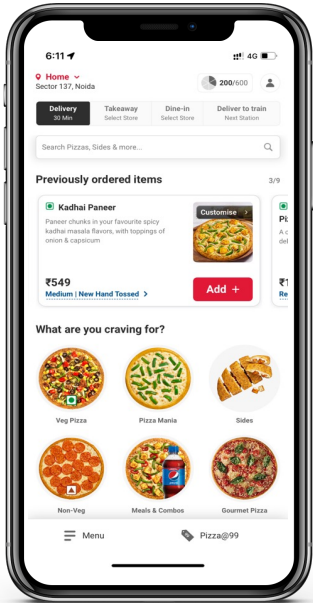 6:11
4G
Home
200/600
Sector 137, Noida
Delivery
30 Min
Takeaway
Select Store
Dine-in
Select Store
Deliver to train
Next Station
Search Pizzas, Sides & more...
Previously ordered items
3/9
Kadhai Paneer
Paneer chunks in your favourite spicy
kadhai masala flavors, with toppings of
onion & capsicum
Customise >
₹549
Medium | New Hand Tossed >
Add +
What are you craving for?
Veg Pizza
Pizza Mania
Sides
Non-Veg
Meals & Combos
Gourmet Pizza
Menu
Pizza@99